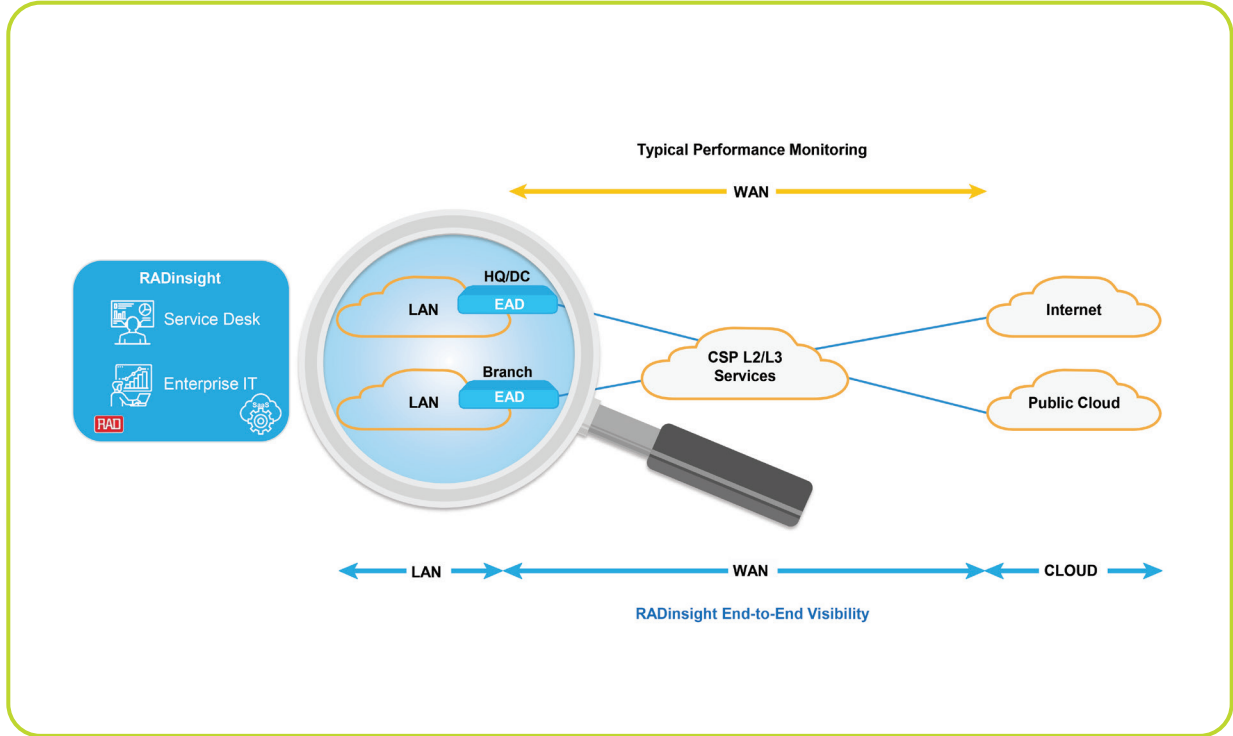 Typical Performance Monitoring
WAN
RADinsight
Service Desk
Enterprise IT
RAD
SaaS
HQ/DC
LAN
EAD
Branch
LAN
EAD
CSP L2/L3
Services
Internet
Public Cloud
LAN
WAN
CLOUD
RADinsight End-to-End Visibility